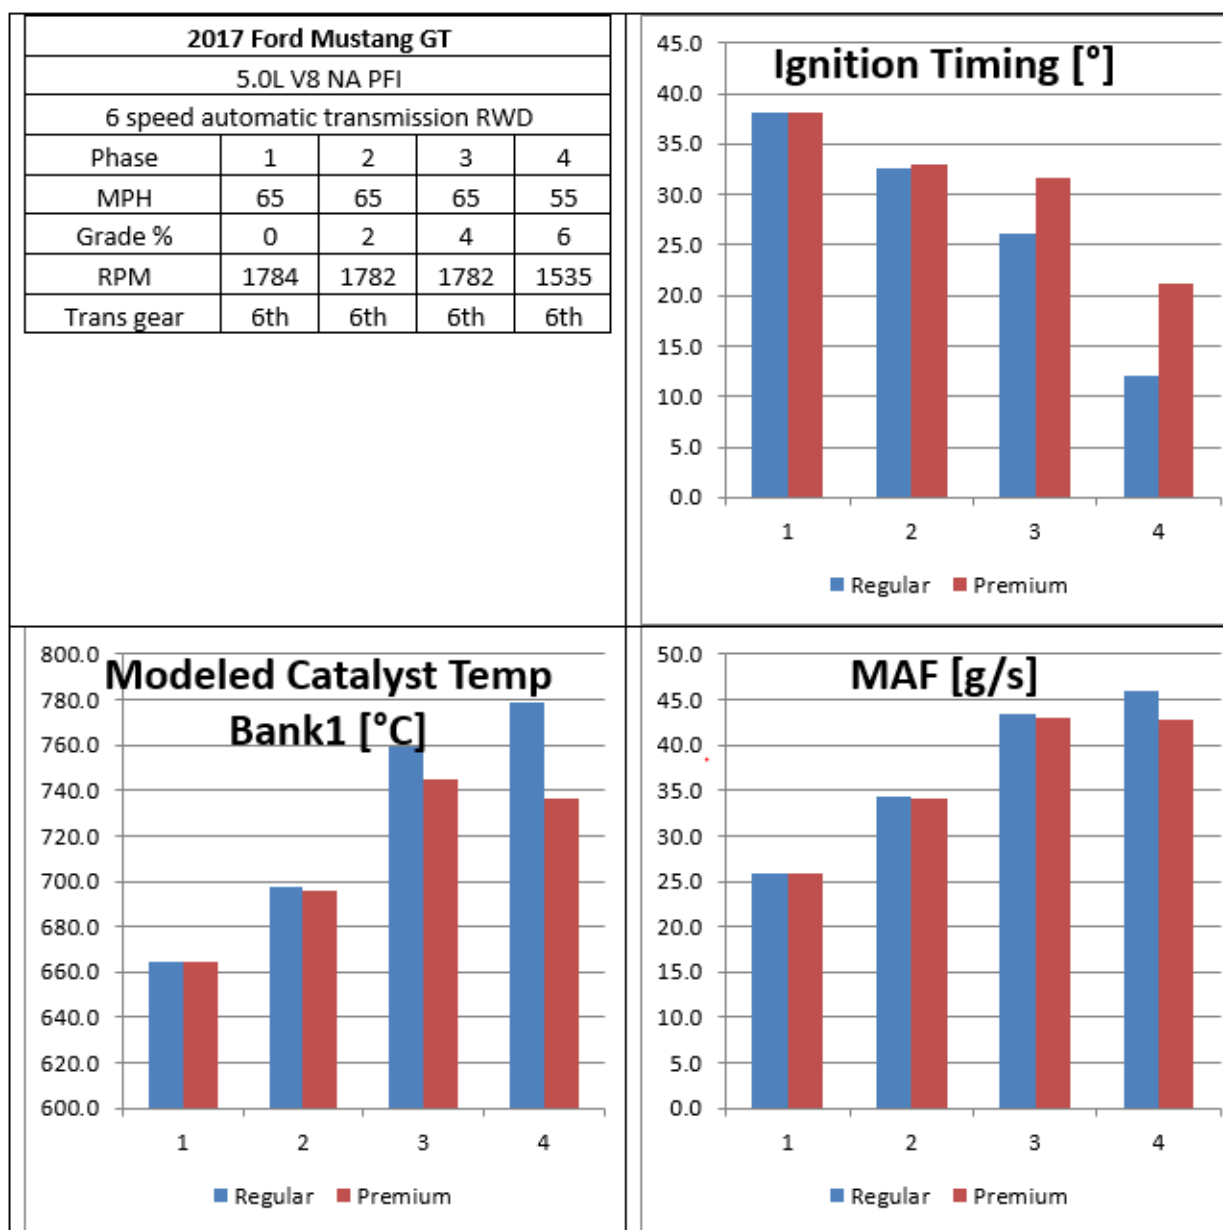 2017 Ford Mustang GT
5.0L V8 NA PFI
6 speed automatic transmission RWD
Phase 1 2 3 4
MPH 65 65 65 55
Grade % 0 2 4 6
RPM 1784 1782 1782 1535
Trans gear 6th 6th 6th 6th
Ignition Timing [°]
45.0
40.0
35.0
30.0
25.0
20.0
15.0
10.0
5.0
0.0
1 2 3 4
Regular Premium
Modeled Catalyst Temp
Bank1 [°C]
800.0
780.0
760.0
740.0
720.0
700.0
680.0
660.0
640.0
620.0
600.0
1 2 3 4
Regular Premium
MAF [g/s]
50.0
45.0
40.0
35.0
30.0
25.0
20.0
15.0
10.0
5.0
0.0
1 2 3 4
Regular Premium